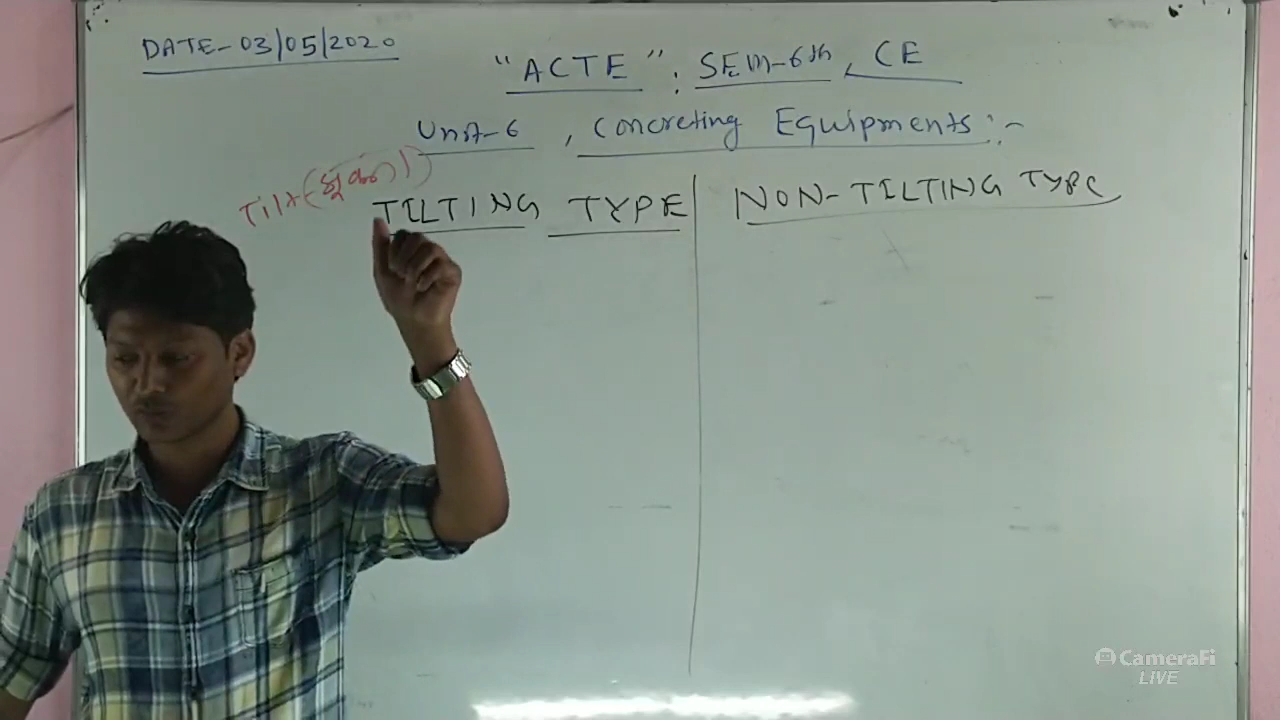 DATE-03/05/2020
"ACTE", SEM-6th, CE
Unit-6, Concreting Equipments:-
Tilt
TILTING TYPE NON-TILTING TYPE
CameraFi
LIVE